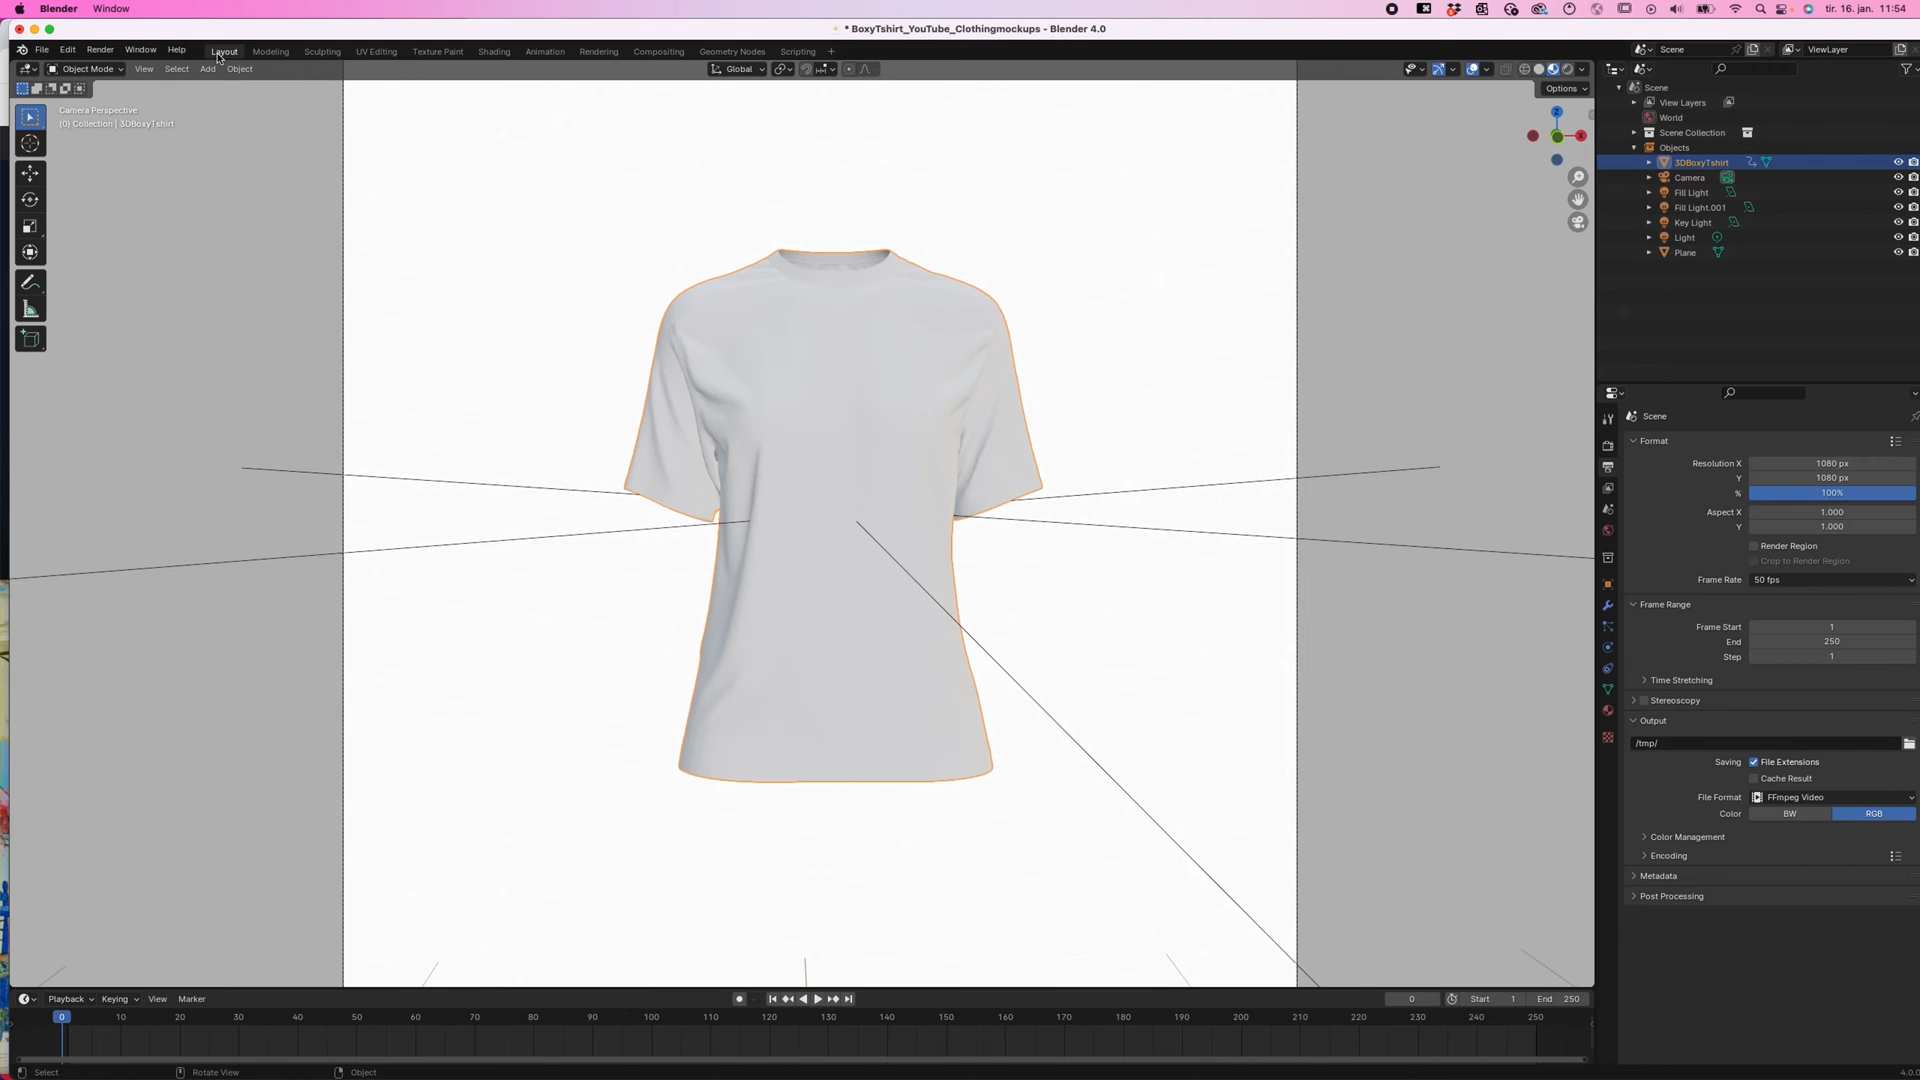 Blender Window tir. 16. jan. 11:54
* BoxyTshirt_YouTube_Clothingmockups - Blender 4.0
File Edit Render Window Help Layout Modeling Sculpting UV Editing Texture Paint Shading Animation Rendering Compositing Geometry Nodes Scripting + Scene ViewLayer
Object Mode View Select Add Object Global
Options
Camera Perspective
(0) Collection | 3DBoxyTshirt
Z
X
Scene
View Layers
World
Scene Collection
Objects
3DBoxyTshirt
Camera
Fill Light
Fill Light.001
Key Light
Light
Plane
Scene
Format
Resolution X 1080 px
Y 1080 px
% 100%
Aspect X 1.000
Y 1.000
Render Region
Crop to Render Region
Frame Rate 50 fps
Frame Range
Frame Start 1
End 250
Step 1
Time Stretching
Stereoscopy
Output
/tmp/
Saving File Extensions
Cache Result
File Format FFmpeg Video
Color BW RGB
Color Management
Encoding
Metadata
Post Processing
Playback Keying View Marker 0 Start 1 End 250
0 10 20 30 40 50 60 70 80 90 100 110 120 130 140 150 160 170 180 190 200 210 220 230 240 250
Select Rotate View Object 4.0.0